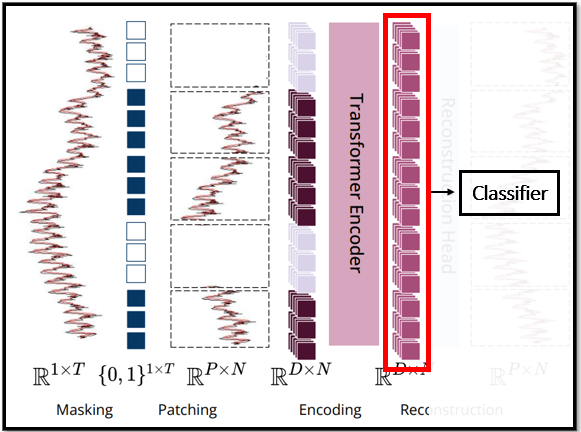 Transformer Encoder
Reconstruction Head
Classifier
ℝ^{1×T} {0,1}^{1×T} ℝ^{P×N} ℝ^{D×N} ℝ^{D×N} ℝ^{P×N}
Masking Patching Encoding Reconstruction